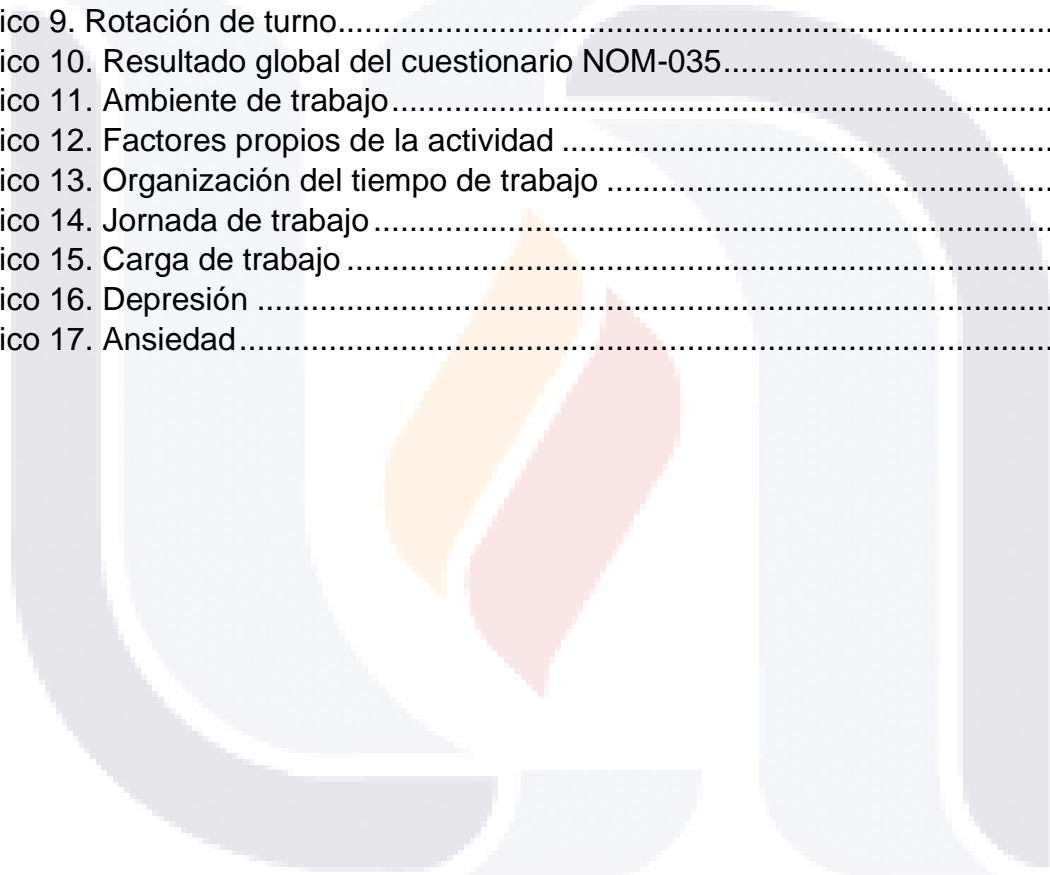 ico 9. Rotación de turno..............................................................................
ico 10. Resultado global del cuestionario NOM-035....................................
ico 11. Ambiente de trabajo........................................................................
ico 12. Factores propios de la actividad ......................................................
ico 13. Organización del tiempo de trabajo .................................................
ico 14. Jornada de trabajo..........................................................................
ico 15. Carga de trabajo .............................................................................
ico 16. Depresión .......................................................................................
ico 17. Ansiedad.........................................................................................